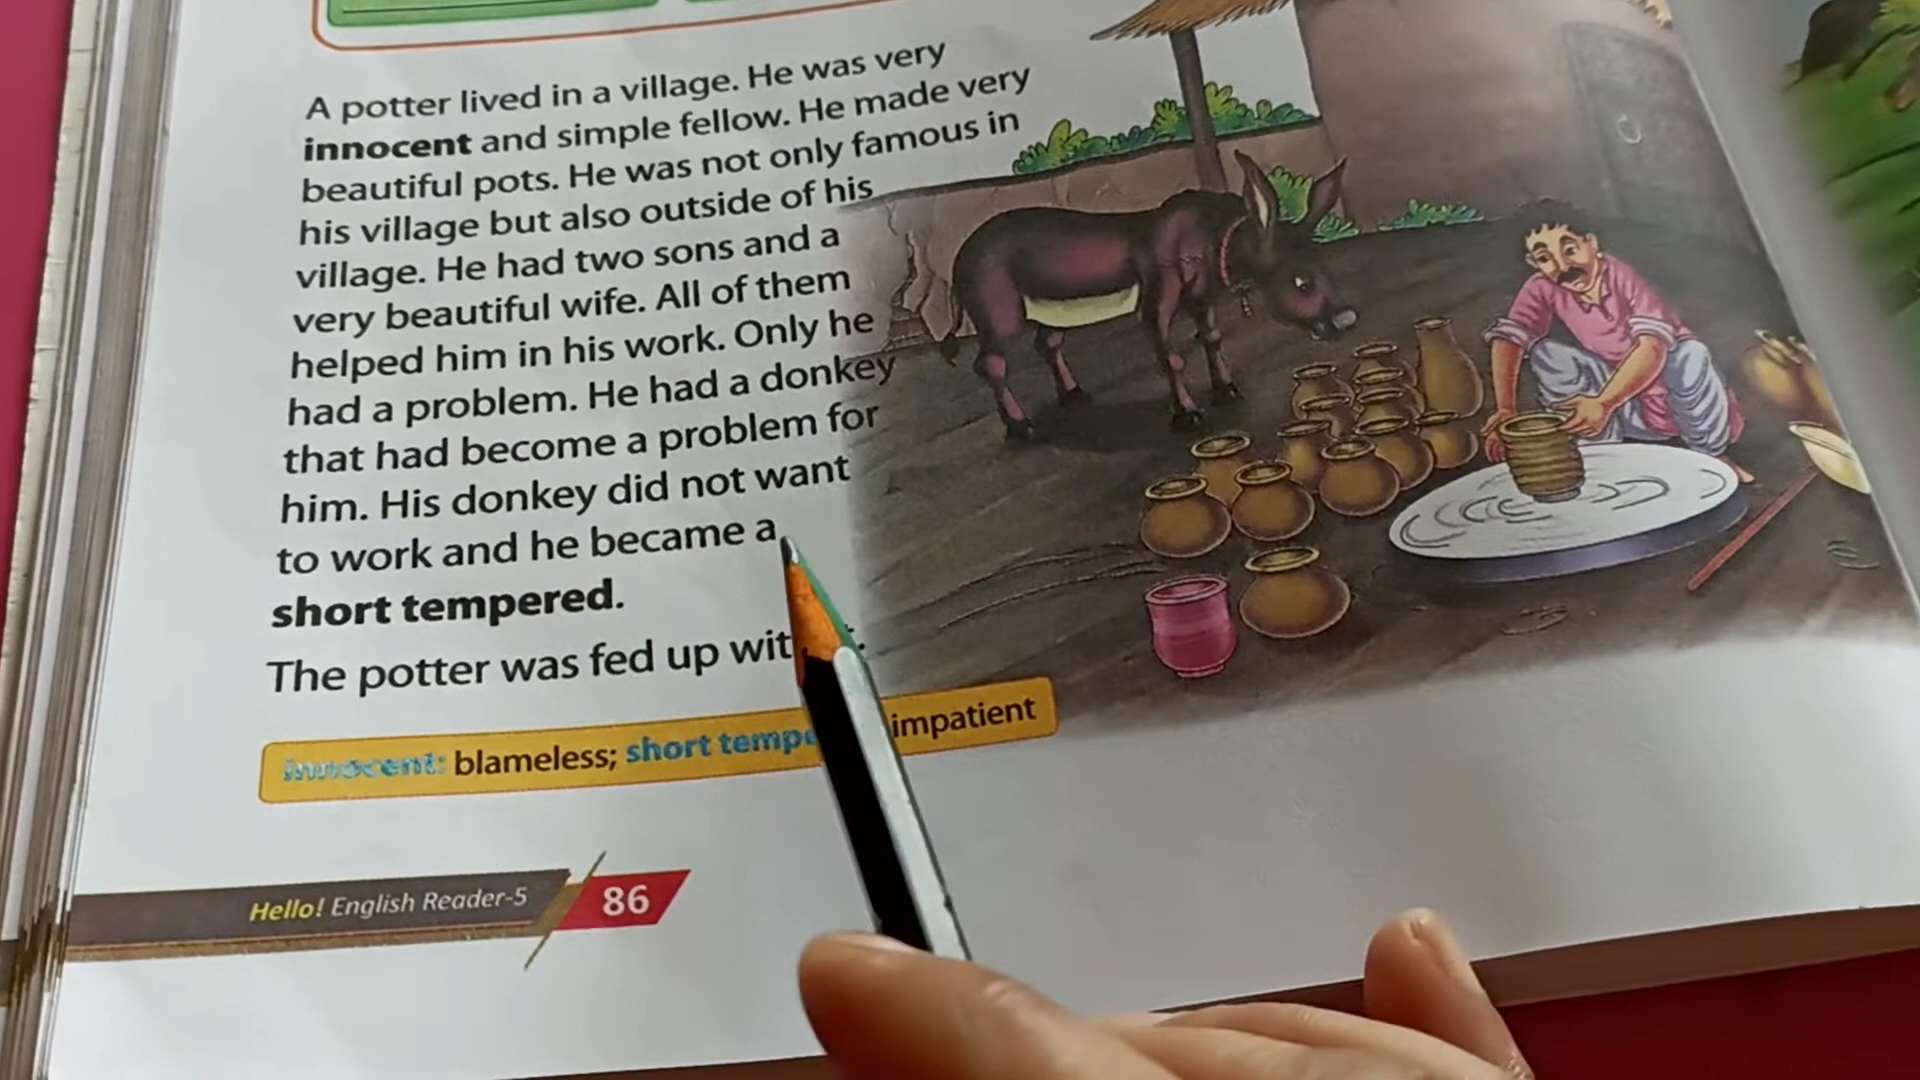 A potter lived in a village. He was very
innocent and simple fellow. He made very
beautiful pots. He was not only famous in
his village but also outside of his
village. He had two sons and a
very beautiful wife. All of them
helped him in his work. Only he
had a problem. He had a donkey
that had become a problem for
him. His donkey did not want
to work and he became a
short tempered.
The potter was fed up
innocent: blameless; short impatient
Hello! English Reader-5
86